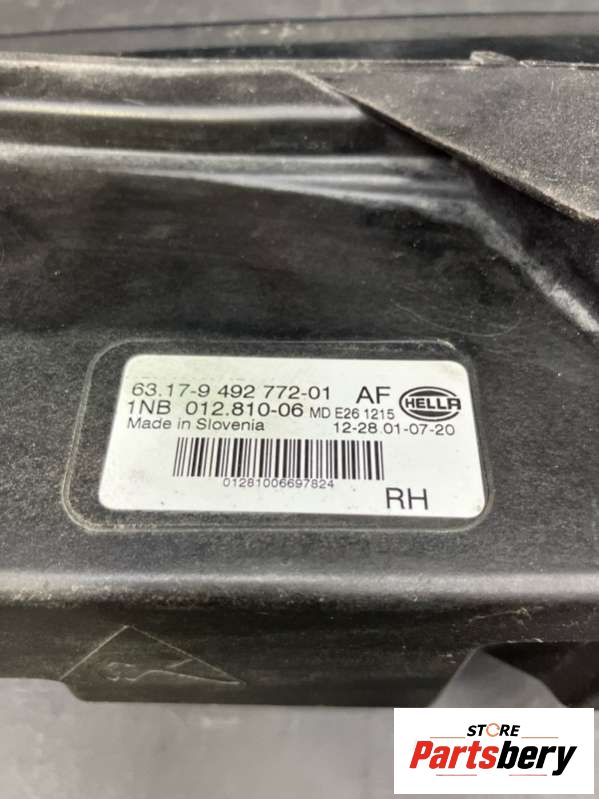 63.17-9 492 772-01 AF HELLA
1NB 012.810-06 MD E26 1215
Made in Slovenia 12-28.01-07-20
01281006697824
RH
STORE
Partsbery